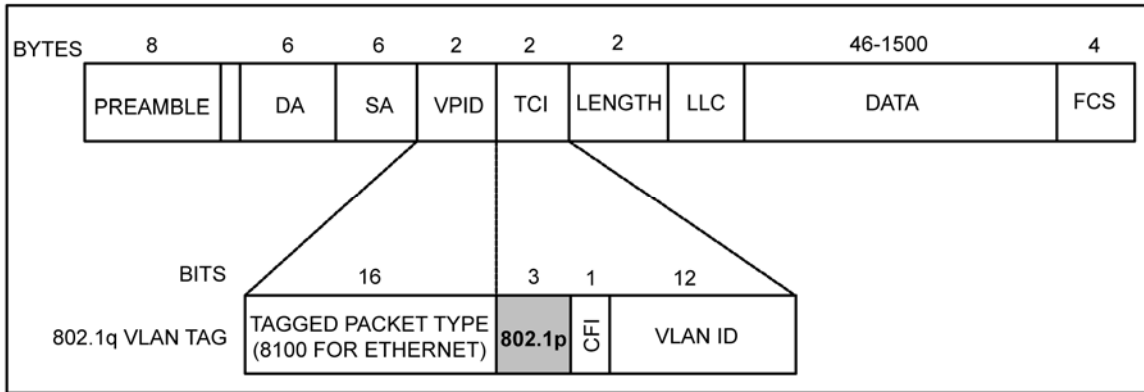 BYTES 8 6 6 2 2 2 46-1500 4
PREAMBLE DA SA VPID TCI LENGTH LLC DATA FCS
BITS 16 3 1 12
802.1q VLAN TAG
TAGGED PACKET TYPE
(8100 FOR ETHERNET)
802.1p
CFI
VLAN ID